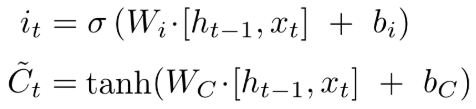 i_t = σ (W_i·[h_{t−1}, x_t] + b_i)
C̃_t = tanh(W_C·[h_{t−1}, x_t] + b_C)